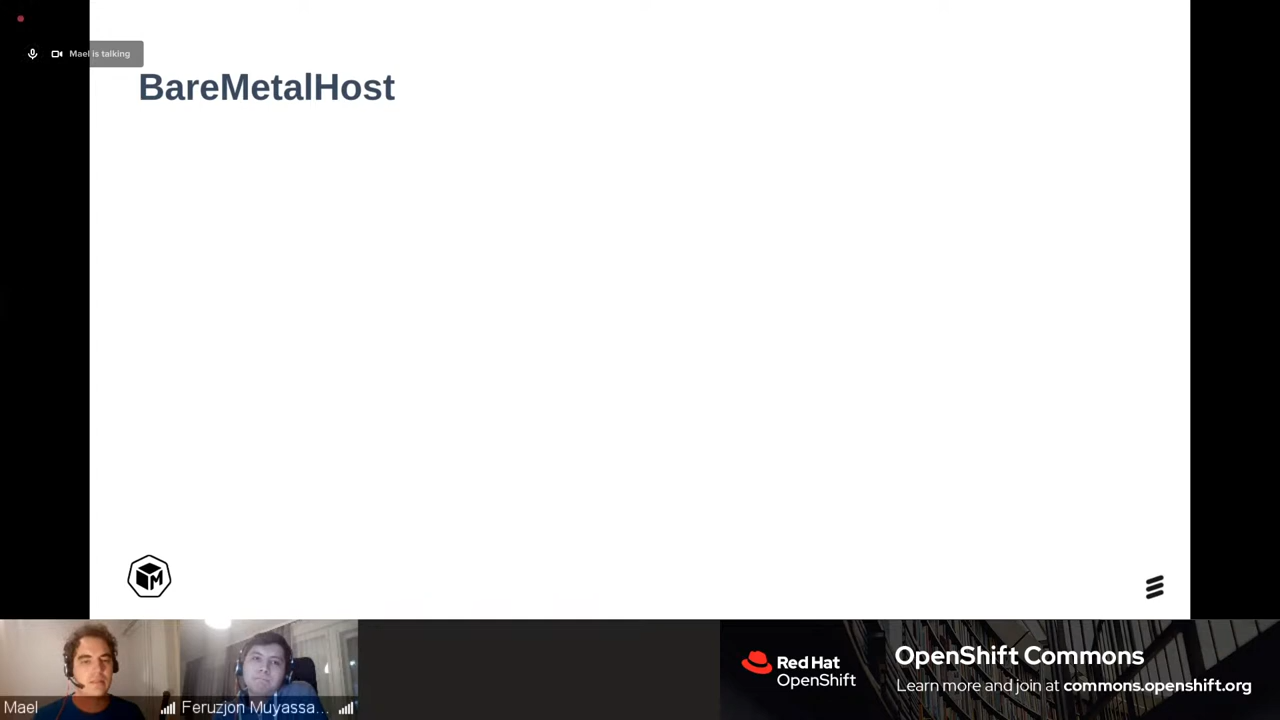 Mael is talking
BareMetalHost
M
Mael
Feruzjon Muyassa...
Red Hat
OpenShift
OpenShift Commons
Learn more and join at commons.openshift.org